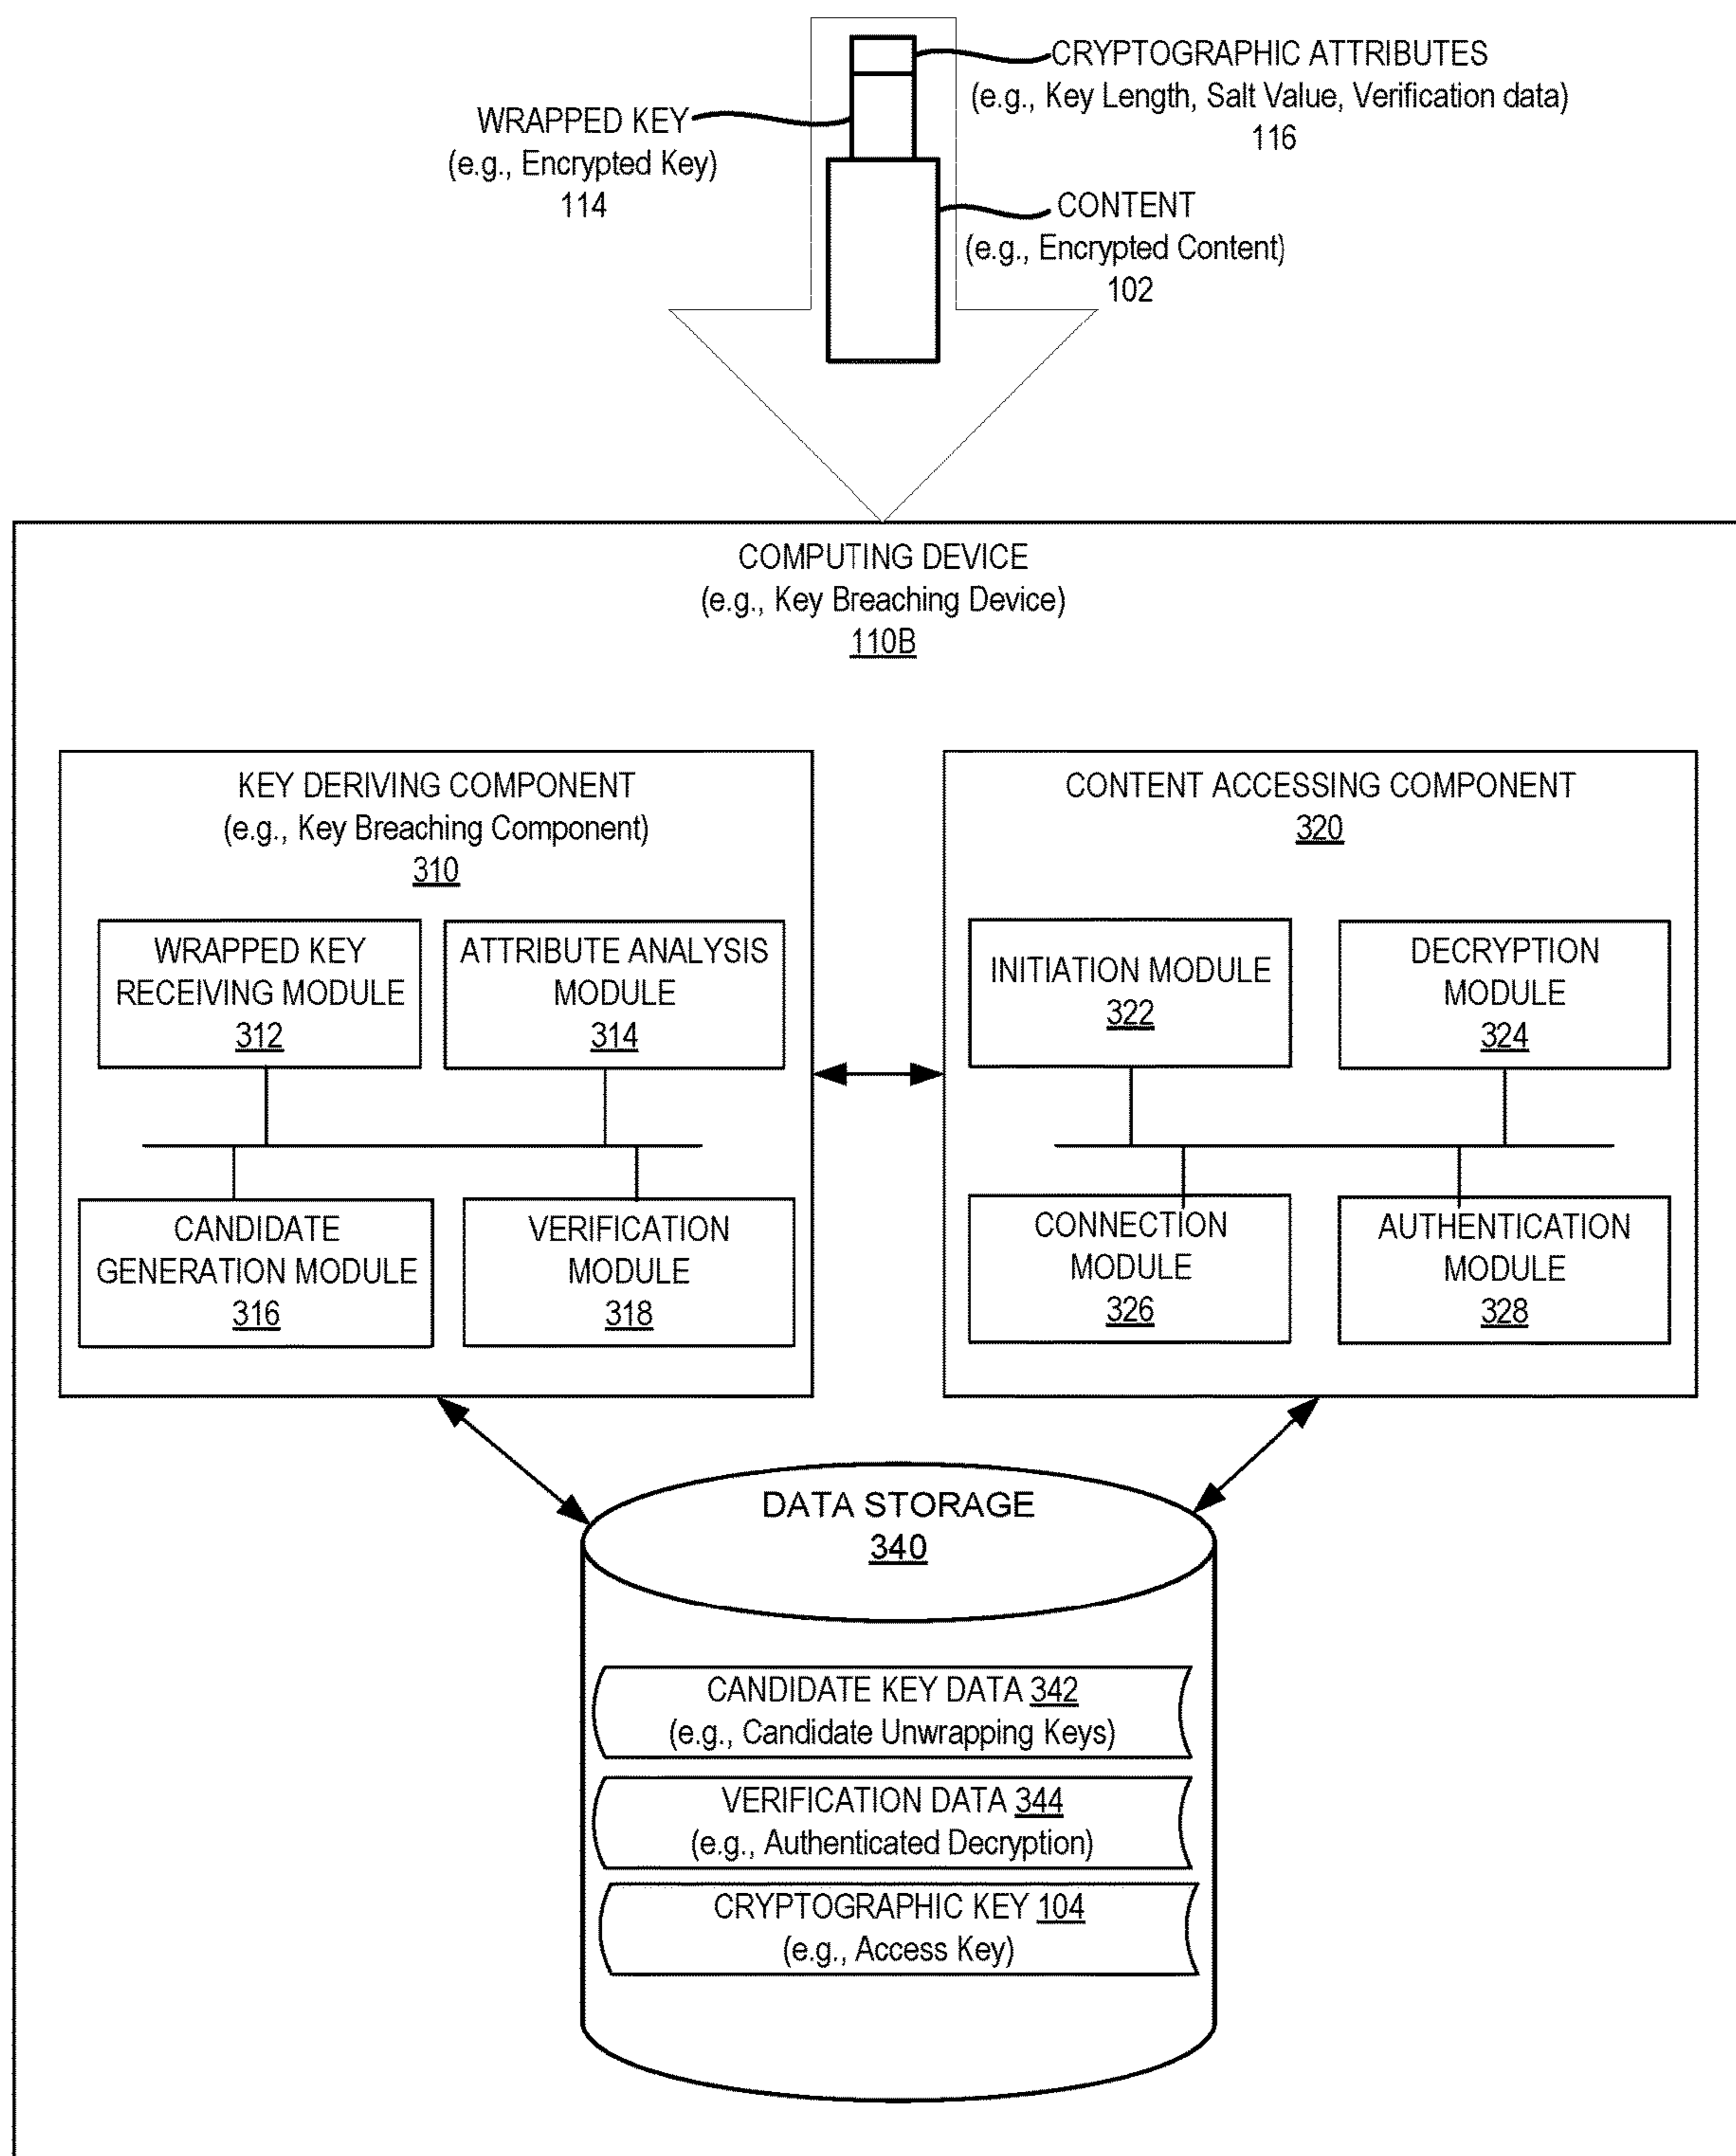 CRYPTOGRAPHIC ATTRIBUTES
(e.g., Key Length, Salt Value, Verification data)
116
WRAPPED KEY
(e.g., Encrypted Key)
114
CONTENT
(e.g., Encrypted Content)
102
COMPUTING DEVICE
(e.g., Key Breaching Device)
110B
KEY DERIVING COMPONENT
(e.g., Key Breaching Component)
310
WRAPPED KEY
RECEIVING MODULE
312
ATTRIBUTE ANALYSIS
MODULE
314
CANDIDATE
GENERATION MODULE
316
VERIFICATION
MODULE
318
CONTENT ACCESSING COMPONENT
320
INITIATION MODULE
322
DECRYPTION
MODULE
324
CONNECTION
MODULE
326
AUTHENTICATION
MODULE
328
DATA STORAGE
340
CANDIDATE KEY DATA 342
(e.g., Candidate Unwrapping Keys)
VERIFICATION DATA 344
(e.g., Authenticated Decryption)
CRYPTOGRAPHIC KEY 104
(e.g., Access Key)